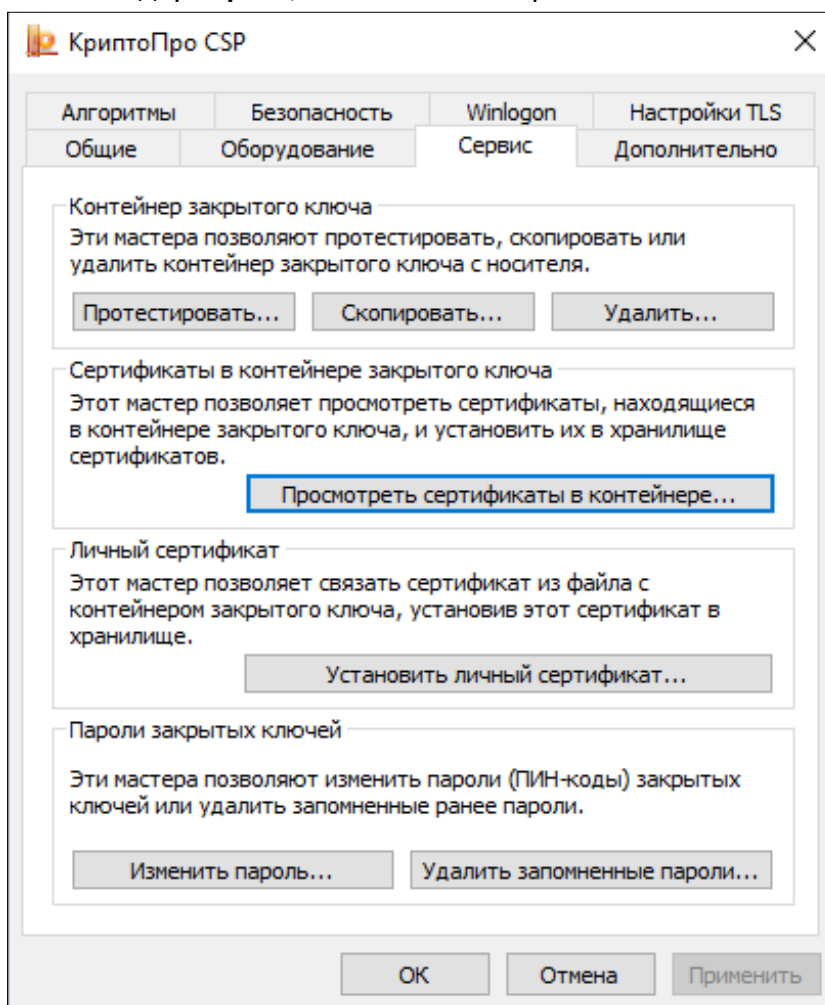 КриптоПро CSP
Алгоритмы Безопасность Winlogon Настройки TLS
Общие Оборудование Сервис Дополнительно
Контейнер закрытого ключа
Эти мастера позволяют протестировать, скопировать или
удалить контейнер закрытого ключа с носителя.
Протестировать... Скопировать... Удалить...
Сертификаты в контейнере закрытого ключа
Этот мастер позволяет просмотреть сертификаты, находящиеся
в контейнере закрытого ключа, и установить их в хранилище
сертификатов.
Просмотреть сертификаты в контейнере...
Личный сертификат
Этот мастер позволяет связать сертификат из файла с
контейнером закрытого ключа, установив этот сертификат в
хранилище.
Установить личный сертификат...
Пароли закрытых ключей
Эти мастера позволяют изменить пароли (ПИН-коды) закрытых
ключей или удалить запомненные ранее пароли.
Изменить пароль... Удалить запомненные пароли...
ОК Отмена Применить